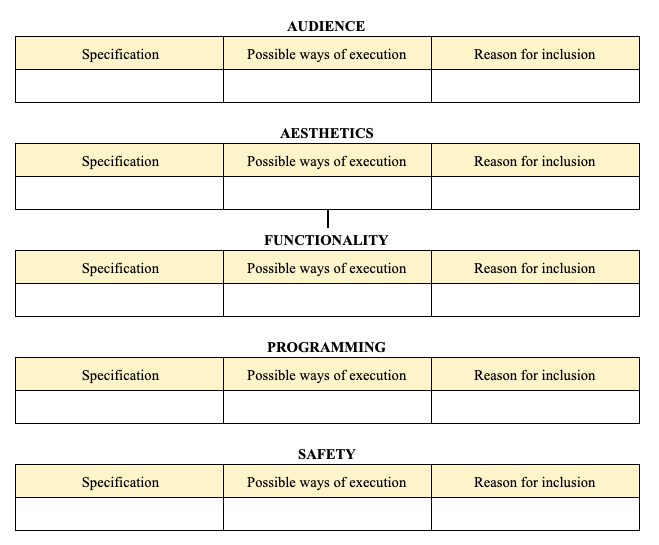 AUDIENCE
Specification Possible ways of execution Reason for inclusion
AESTHETICS
Specification Possible ways of execution Reason for inclusion
FUNCTIONALITY
Specification Possible ways of execution Reason for inclusion
PROGRAMMING
Specification Possible ways of execution Reason for inclusion
SAFETY
Specification Possible ways of execution Reason for inclusion